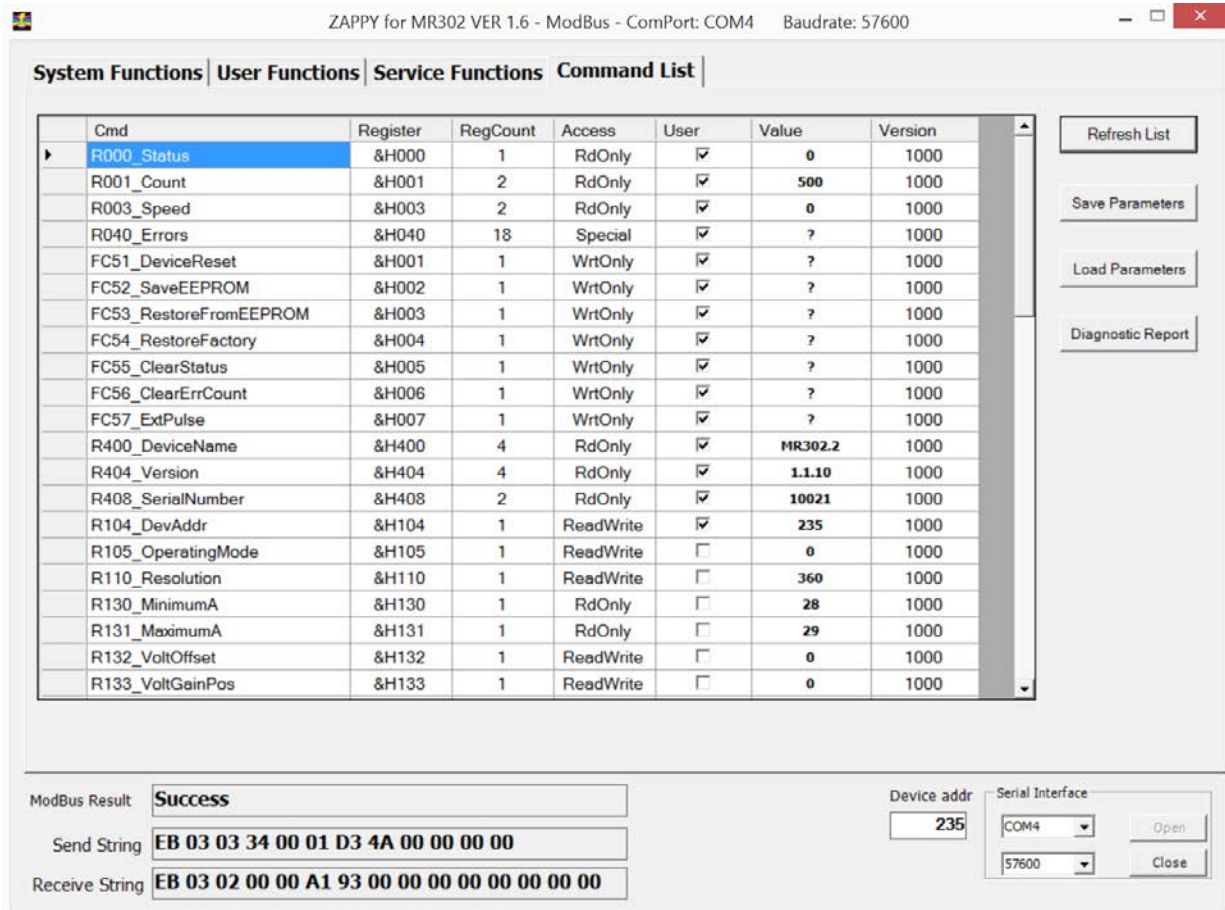 ZAPPY for MR302 VER 1.6 - ModBus - ComPort: COM4 Baudrate: 57600
System Functions User Functions Service Functions Command List
Cmd Register RegCount Access User Value Version
R000_Status &H000 1 RdOnly 0 1000
R001_Count &H001 2 RdOnly 500 1000
R003_Speed &H003 2 RdOnly 0 1000
R040_Errors &H040 18 Special ? 1000
FC51_DeviceReset &H001 1 WrtOnly ? 1000
FC52_SaveEEPROM &H002 1 WrtOnly ? 1000
FC53_RestoreFromEEPROM &H003 1 WrtOnly ? 1000
FC54_RestoreFactory &H004 1 WrtOnly ? 1000
FC55_ClearStatus &H005 1 WrtOnly ? 1000
FC56_ClearErrCount &H006 1 WrtOnly ? 1000
FC57_ExtPulse &H007 1 WrtOnly ? 1000
R400_DeviceName &H400 4 RdOnly MR302.2 1000
R404_Version &H404 4 RdOnly 1.1.10 1000
R408_SerialNumber &H408 2 RdOnly 10021 1000
R104_DevAddr &H104 1 ReadWrite 235 1000
R105_OperatingMode &H105 1 ReadWrite 0 1000
R110_Resolution &H110 1 ReadWrite 360 1000
R130_MinimumA &H130 1 RdOnly 28 1000
R131_MaximumA &H131 1 RdOnly 29 1000
R132_VoltOffset &H132 1 ReadWrite 0 1000
R133_VoltGainPos &H133 1 ReadWrite 0 1000
Refresh List
Save Parameters
Load Parameters
Diagnostic Report
ModBus Result Success
Send String EB 03 03 34 00 01 D3 4A 00 00 00 00
Receive String EB 03 02 00 00 A1 93 00 00 00 00 00 00 00 00
Device addr
235
Serial Interface
COM4 Open
57600 Close